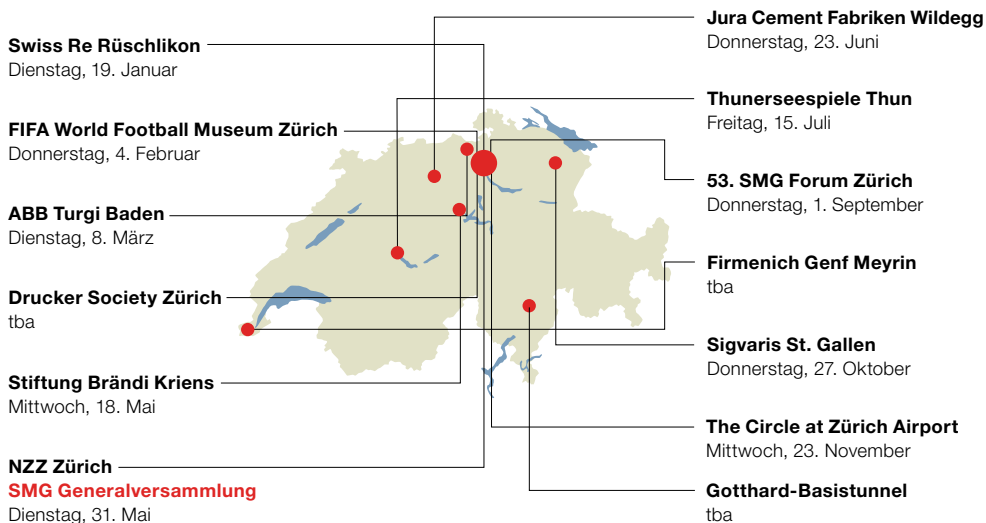 Swiss Re Rüschlikon
Dienstag, 19. Januar
FIFA World Football Museum Zürich
Donnerstag, 4. Februar
ABB Turgi Baden
Dienstag, 8. März
Drucker Society Zürich
tba
Stiftung Brändi Kriens
Mittwoch, 18. Mai
NZZ Zürich
SMG Generalversammlung
Dienstag, 31. Mai
Jura Cement Fabriken Wildegg
Donnerstag, 23. Juni
Thunerseespiele Thun
Freitag, 15. Juli
53. SMG Forum Zürich
Donnerstag, 1. September
Firmenich Genf Meyrin
tba
Sigvaris St. Gallen
Donnerstag, 27. Oktober
The Circle at Zürich Airport
Mittwoch, 23. November
Gotthard-Basistunnel
tba